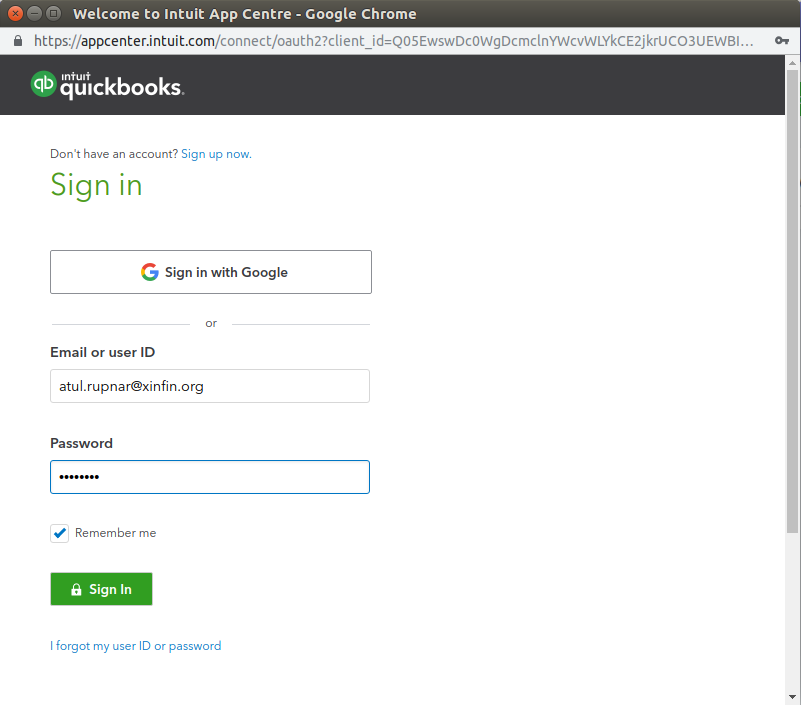 Welcome to Intuit App Centre - Google Chrome
https://appcenter.intuit.com/connect/oauth2?client_id=Q05EwswDc0WgDcmclnYWcvWLYkCE2jkrUCO3UEWBI...
qb intuit quickbooks.
Don't have an account? Sign up now.
Sign in
Sign in with Google
or
Email or user ID
atul.rupnar@xinfin.org
Password
••••••••
Remember me
Sign In
I forgot my user ID or password